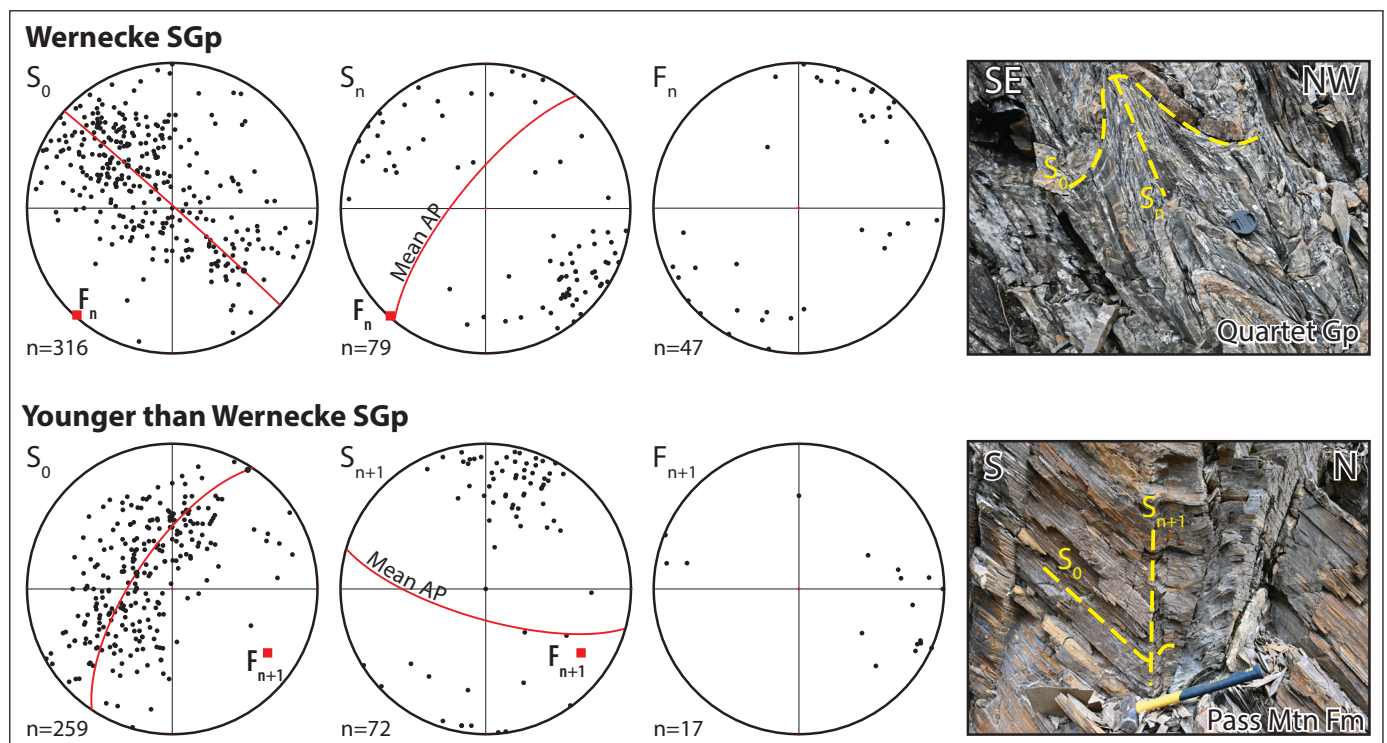 Wernecke SGp
S0
Fn
n=316
Sn
Mean AP
Fn
n=79
Fn
n=47
SE NW
S0
Sn
Quartet Gp
Younger than Wernecke SGp
S0
Fn+1
n=259
Sn+1
Mean AP
Fn+1
n=72
Fn+1
n=17
S N
Sn+1
S0
Pass Mtn Fm